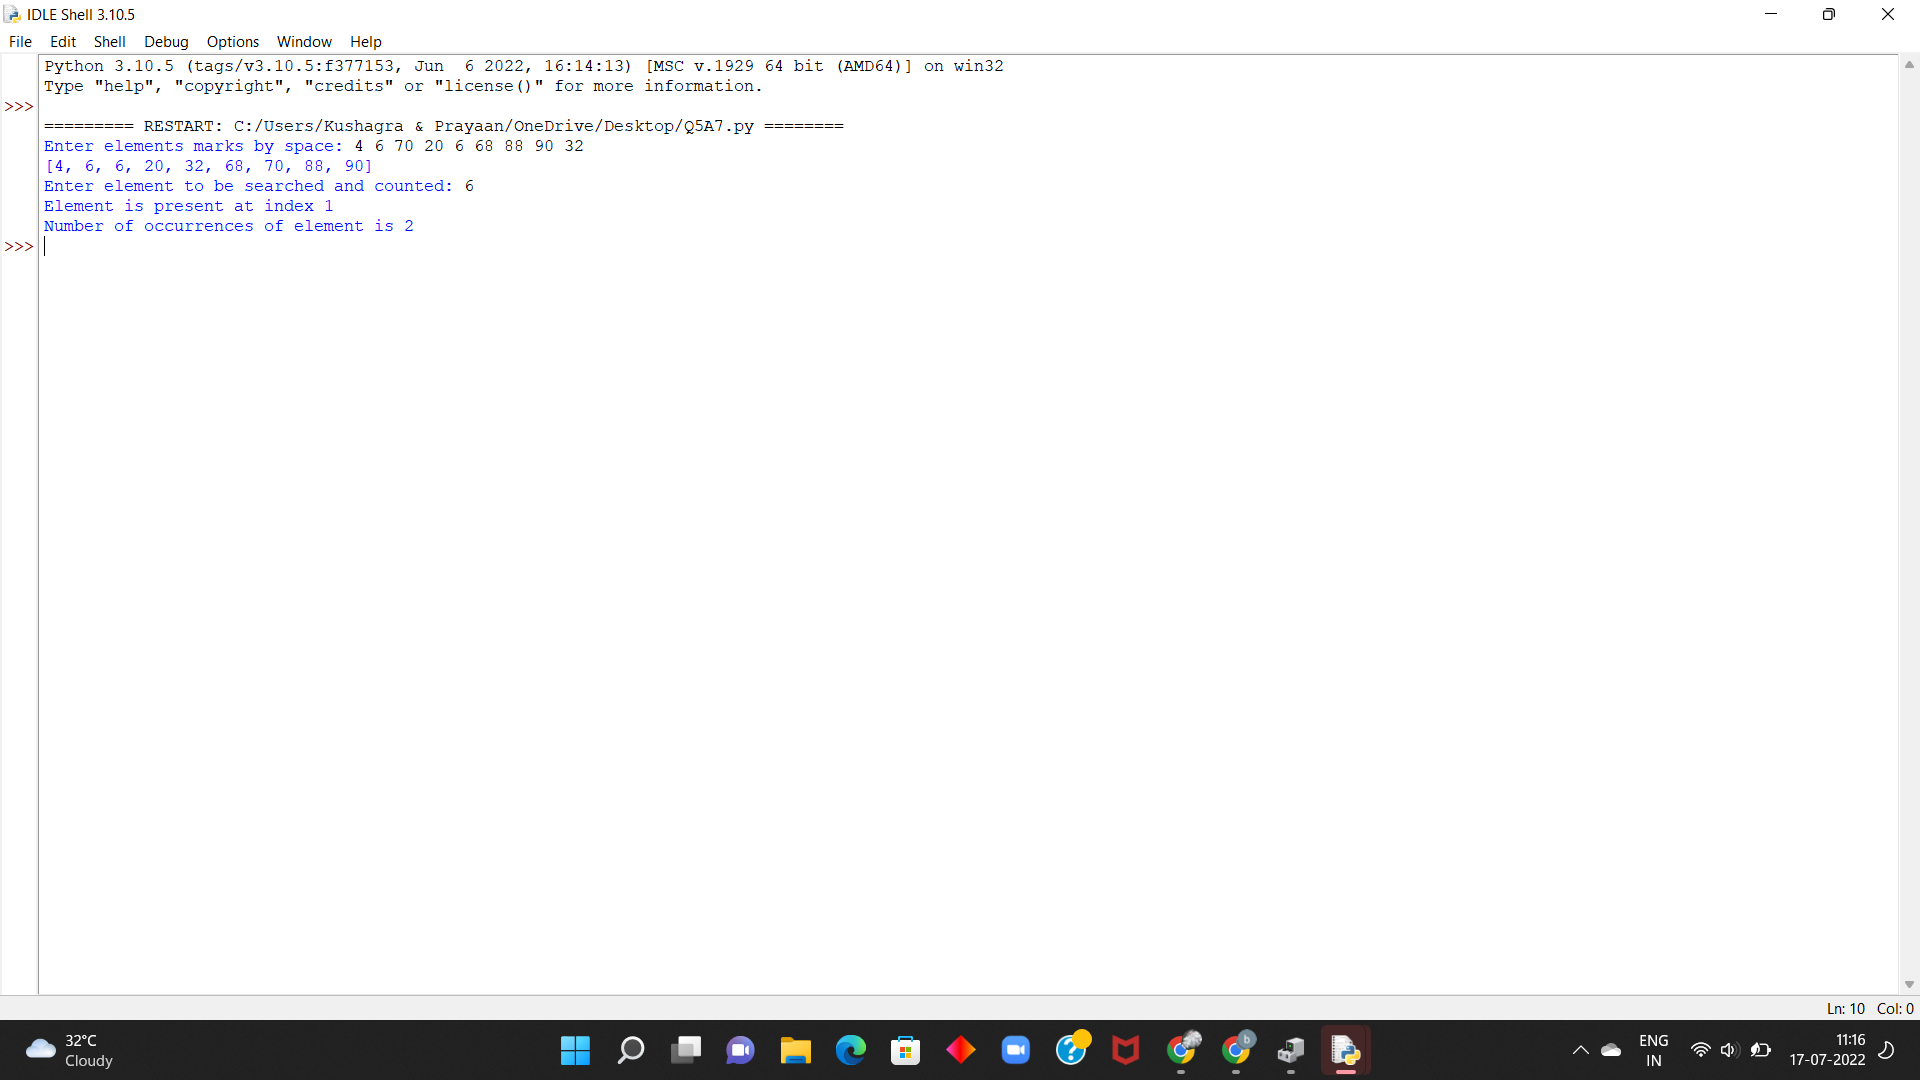 IDLE Shell 3.10.5
File Edit Shell Debug Options Window Help
Python 3.10.5 (tags/v3.10.5:f377153, Jun  6 2022, 16:14:13) [MSC v.1929 64 bit (AMD64)] on win32
Type "help", "copyright", "credits" or "license()" for more information.
>>>
========= RESTART: C:/Users/Kushagra & Prayaan/OneDrive/Desktop/Q5A7.py ========
Enter elements marks by space: 4 6 70 20 6 68 88 90 32
[4, 6, 6, 20, 32, 68, 70, 88, 90]
Enter element to be searched and counted: 6
Element is present at index 1
Number of occurrences of element is 2
>>>
Ln: 10 Col: 0
32°C
Cloudy
b
ENG
IN
11:16
17-07-2022